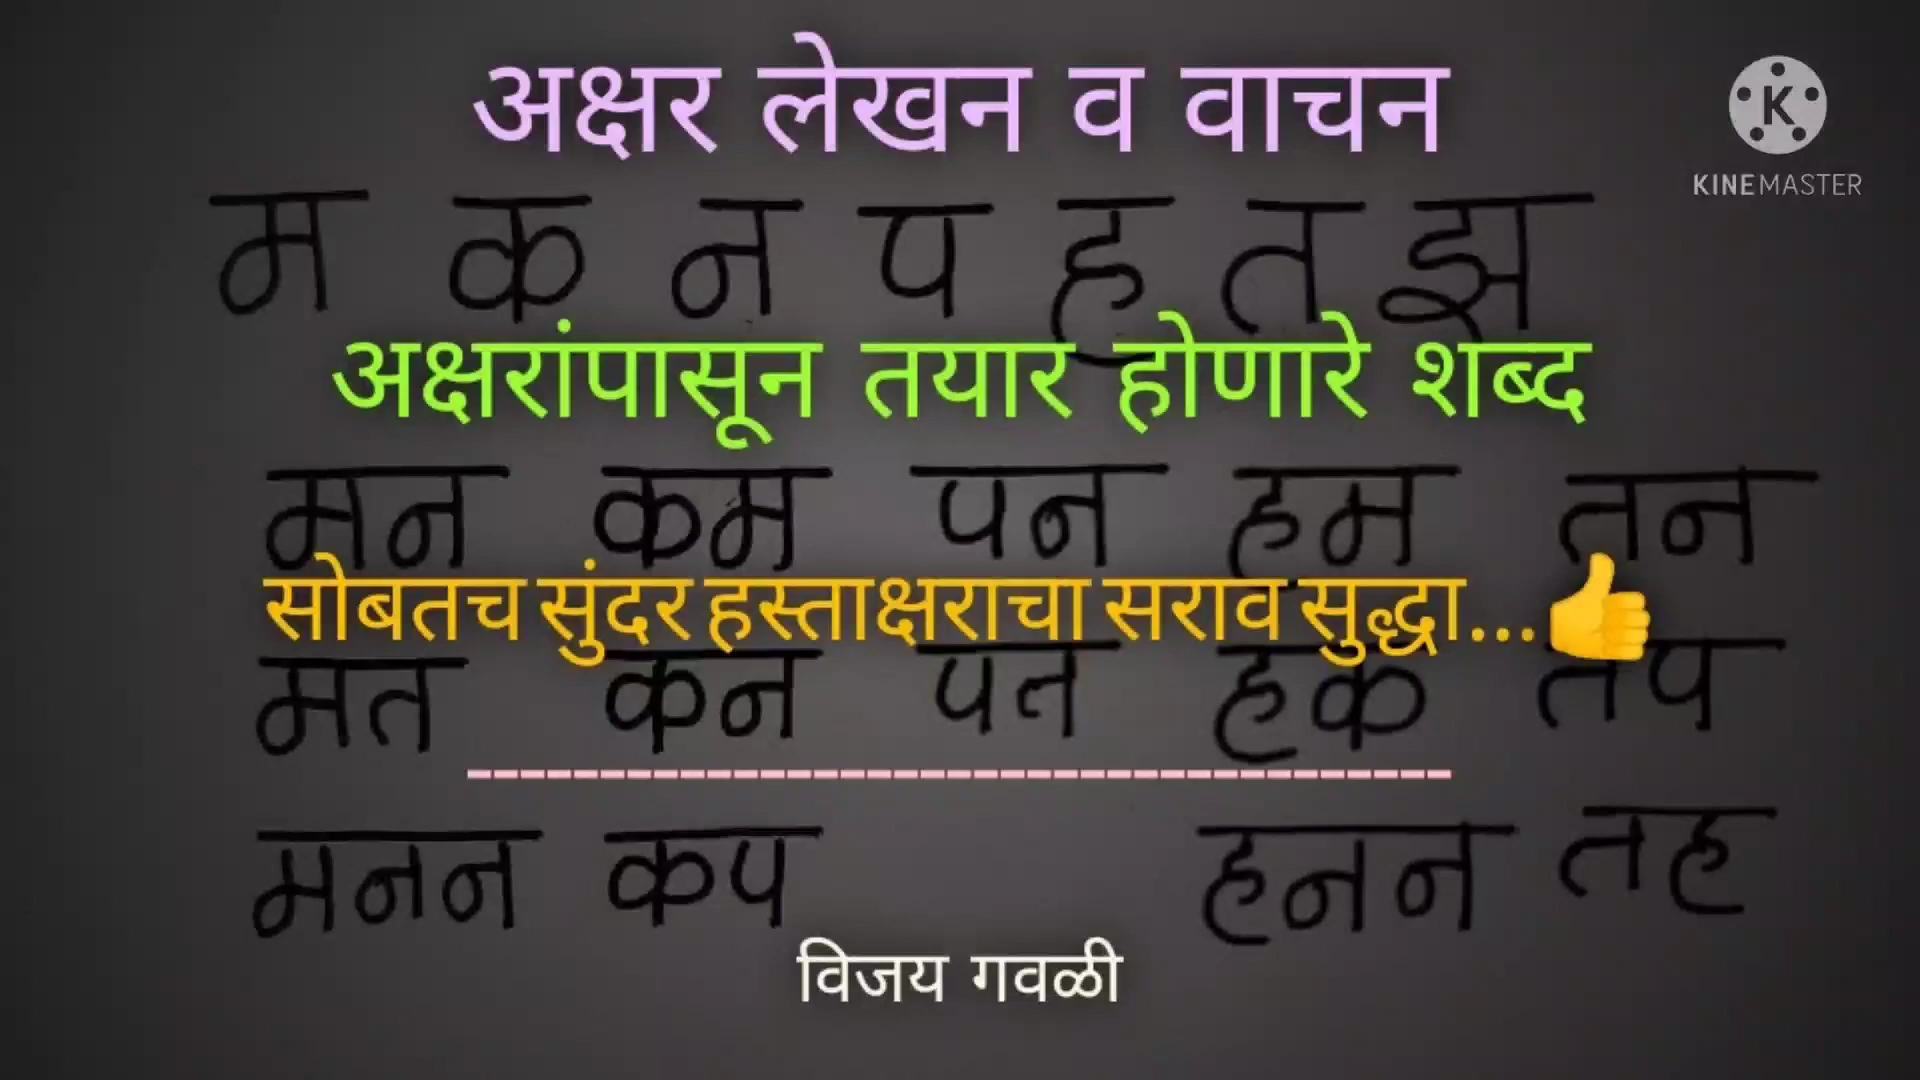 अक्षर लेखन व वाचन
KINEMASTER
म क न प ह त झ
अक्षरांपासून तयार होणारे शब्द
मन कम पन हम तन
सोबतच सुंदर हस्ताक्षराचा सराव सुद्धा...👍
मत कन पत हक तप
मनन कप हनन तह
विजय गवळी